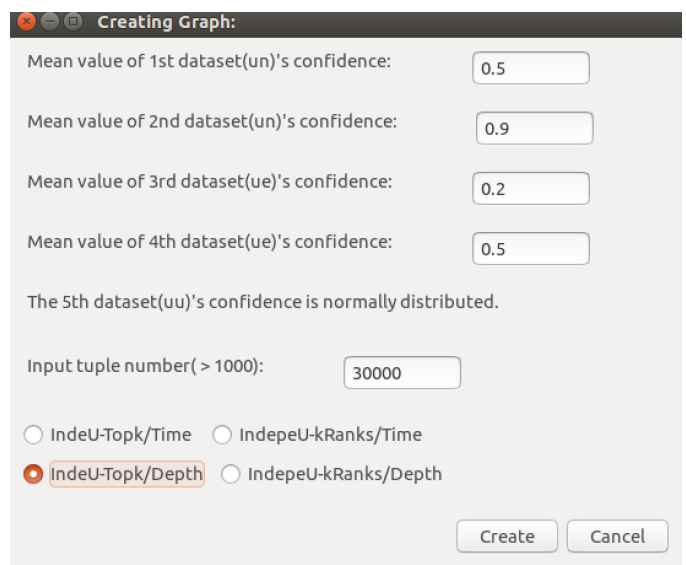 Creating Graph:
Mean value of 1st dataset(un)'s confidence: 0.5
Mean value of 2nd dataset(un)'s confidence: 0.9
Mean value of 3rd dataset(ue)'s confidence: 0.2
Mean value of 4th dataset(ue)'s confidence: 0.5
The 5th dataset(uu)'s confidence is normally distributed.
Input tuple number( > 1000): 30000
IndeU-Topk/Time IndepeU-kRanks/Time
IndeU-Topk/Depth IndepeU-kRanks/Depth
Create Cancel